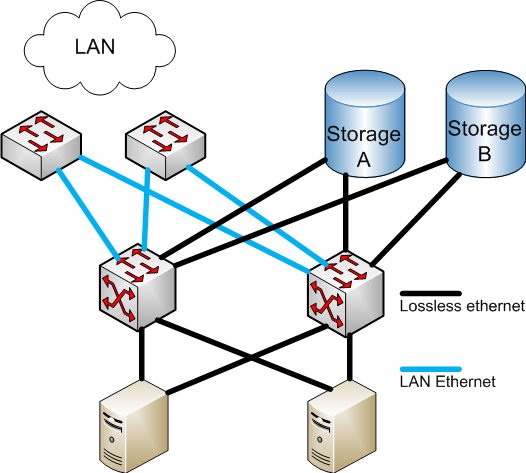 LAN
Storage
A
Storage
B
Lossless ethernet
LAN Ethernet